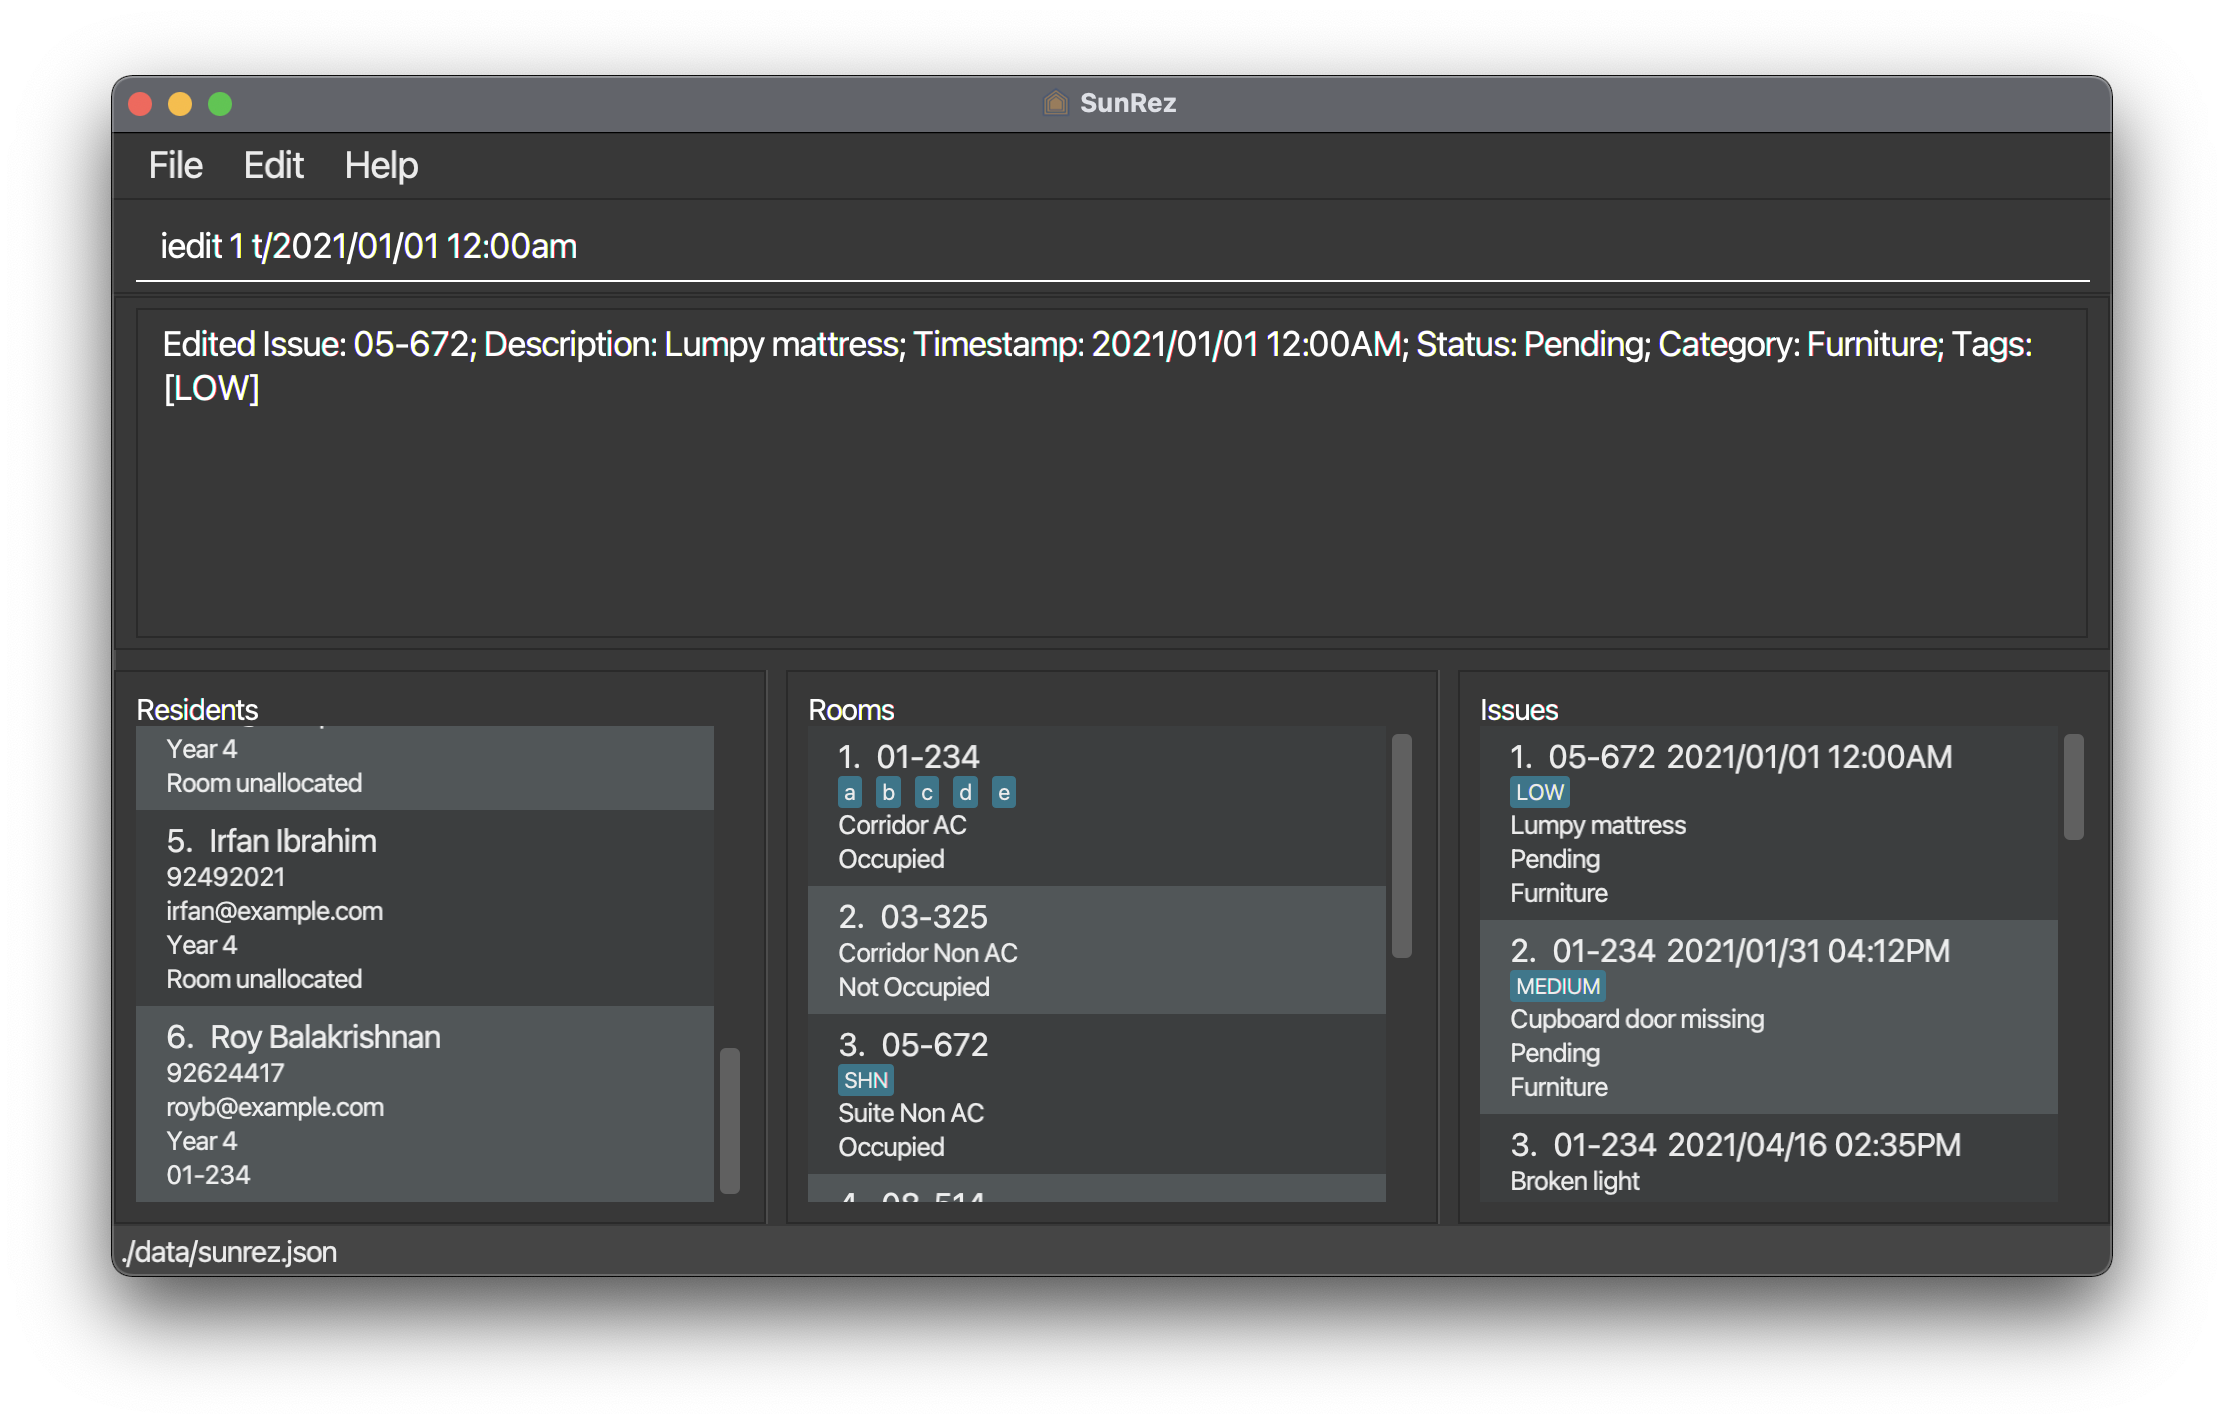 SunRez
File Edit Help
iedit 1 t/2021/01/01 12:00am
Edited Issue: 05-672; Description: Lumpy mattress; Timestamp: 2021/01/01 12:00AM; Status: Pending; Category: Furniture; Tags:
[LOW]
Residents
Year 4
Room unallocated
5. Irfan Ibrahim
92492021
irfan@example.com
Year 4
Room unallocated
6. Roy Balakrishnan
92624417
royb@example.com
Year 4
01-234
Rooms
1. 01-234
a b c d e
Corridor AC
Occupied
2. 03-325
Corridor Non AC
Not Occupied
3. 05-672
SHN
Suite Non AC
Occupied
4. 08-514
Issues
1. 05-672 2021/01/01 12:00AM
LOW
Lumpy mattress
Pending
Furniture
2. 01-234 2021/01/31 04:12PM
MEDIUM
Cupboard door missing
Pending
Furniture
3. 01-234 2021/04/16 02:35PM
Broken light
./data/sunrez.json